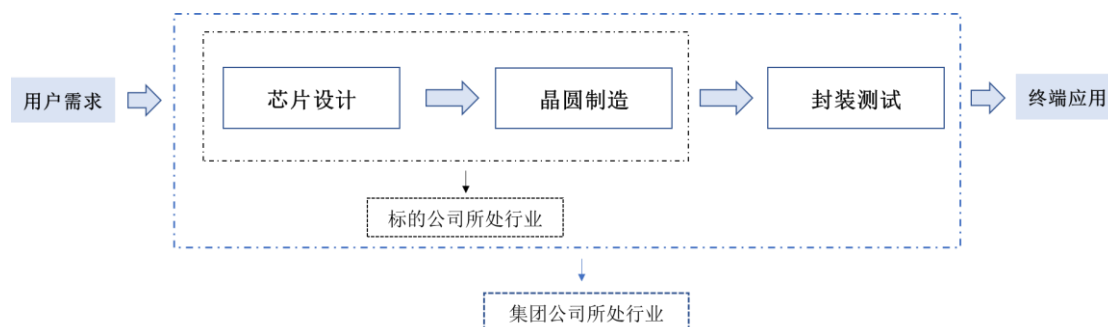 用户需求
芯片设计
晶圆制造
封装测试
终端应用
标的公司所处行业
集团公司所处行业